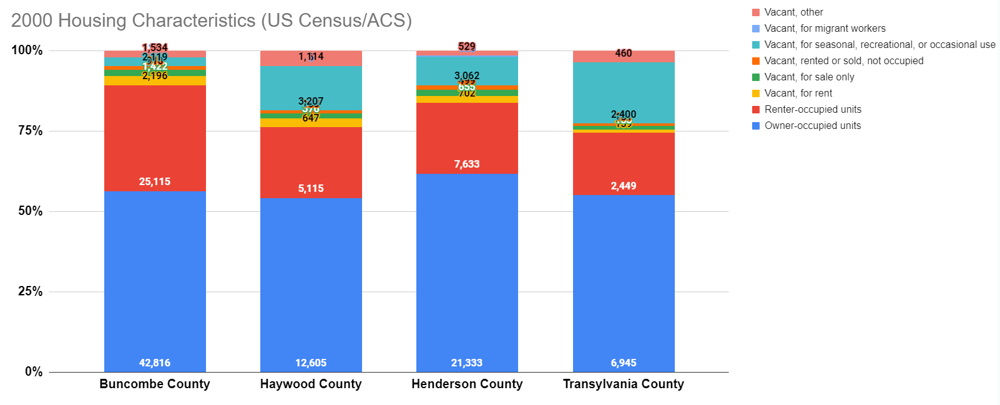 2000 Housing Characteristics (US Census/ACS)
Vacant, other
Vacant, for migrant workers
Vacant, for seasonal, recreational, or occasional use
Vacant, rented or sold, not occupied
Vacant, for sale only
Vacant, for rent
Renter-occupied units
Owner-occupied units
100%
75%
50%
25%
0%
1,534
2,119
1,422
2,196
25,115
42,816
1,114
3,207
576
647
5,115
12,605
529
3,062
499
655
702
7,633
21,333
460
2,400
159
2,449
6,945
Buncombe County
Haywood County
Henderson County
Transylvania County